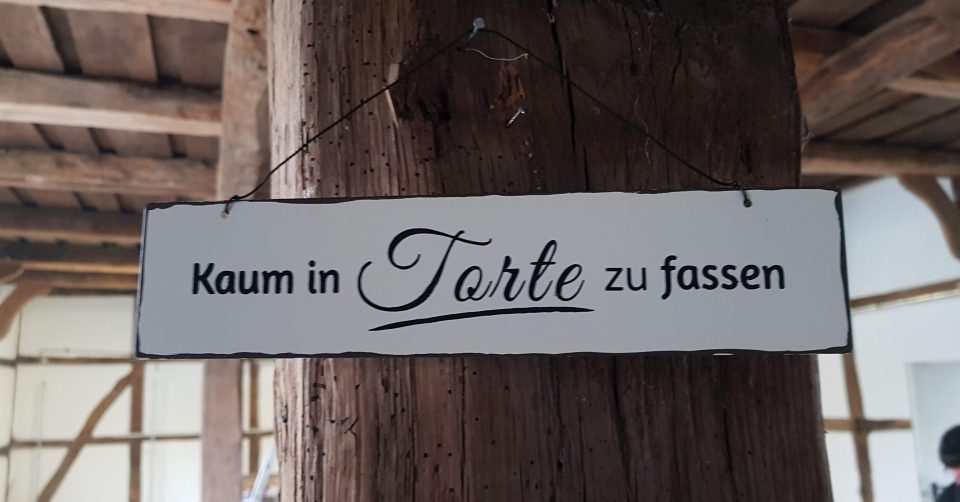 Kaum in Torte zu fassen